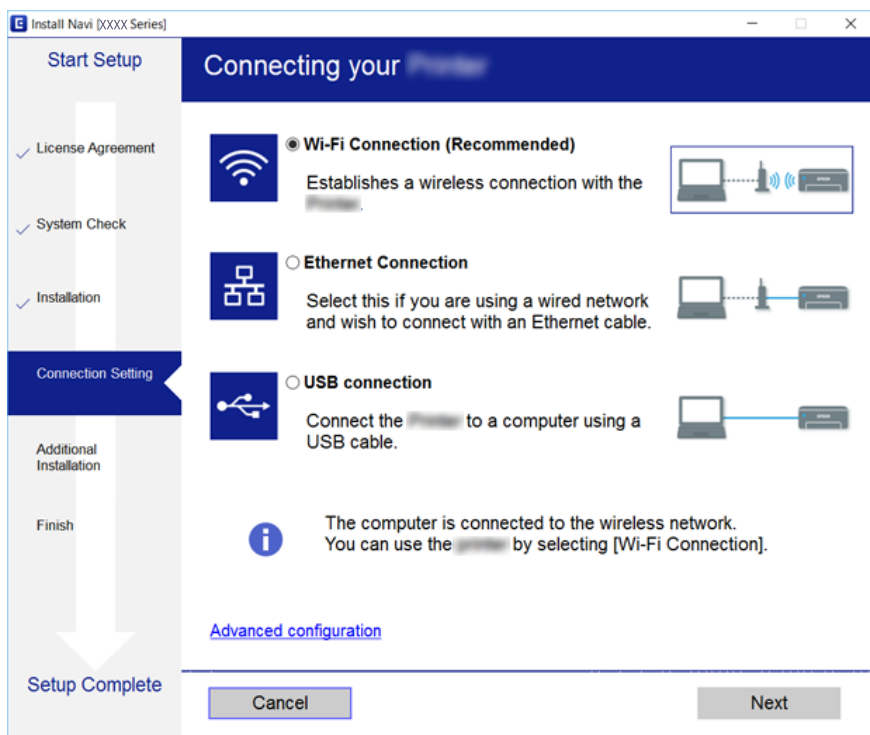 Install Navi [XXXX Series]
Start Setup
License Agreement
System Check
Installation
Connection Setting
Additional
Installation
Finish
Setup Complete
Connecting your
Wi-Fi Connection (Recommended)
Establishes a wireless connection with the
.
Ethernet Connection
Select this if you are using a wired network
and wish to connect with an Ethernet cable.
USB connection
Connect the to a computer using a
USB cable.
The computer is connected to the wireless network.
You can use the by selecting [Wi-Fi Connection].
Advanced configuration
Cancel
Next